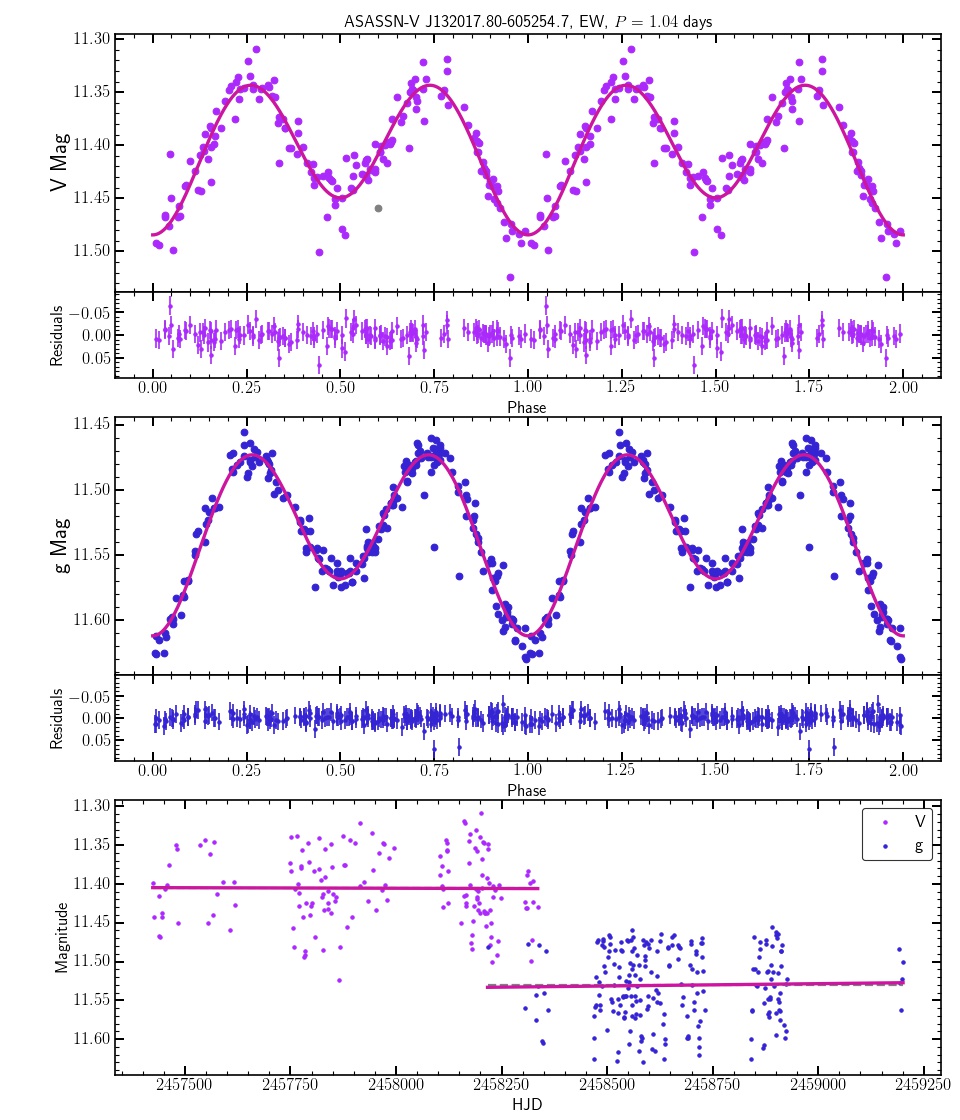 ASASSN-V J132017.80-605254.7, EW, P = 1.04 days
11.30
11.35
11.40
11.45
11.50
V Mag
−0.05
0.00
0.05
Residuals
0.00 0.25 0.50 0.75 1.00 1.25 1.50 1.75 2.00
Phase
11.45
11.50
11.55
11.60
g Mag
−0.05
0.00
0.05
Residuals
0.00 0.25 0.50 0.75 1.00 1.25 1.50 1.75 2.00
Phase
11.30
11.35
11.40
11.45
11.50
11.55
11.60
Magnitude
V
g
2457500 2457750 2458000 2458250 2458500 2458750 2459000 2459250
HJD